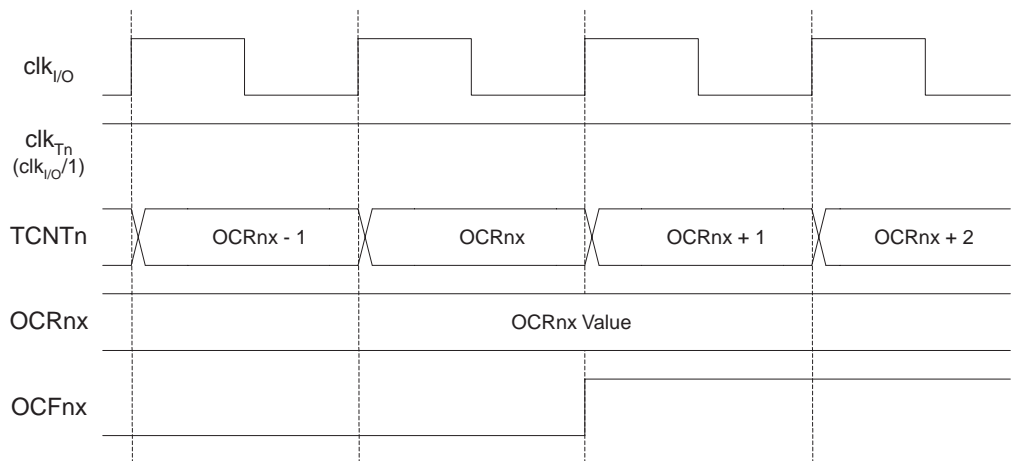 clkI/O
clkTn
(clkI/O/1)
TCNTn OCRnx - 1 OCRnx OCRnx + 1 OCRnx + 2
OCRnx OCRnx Value
OCFnx